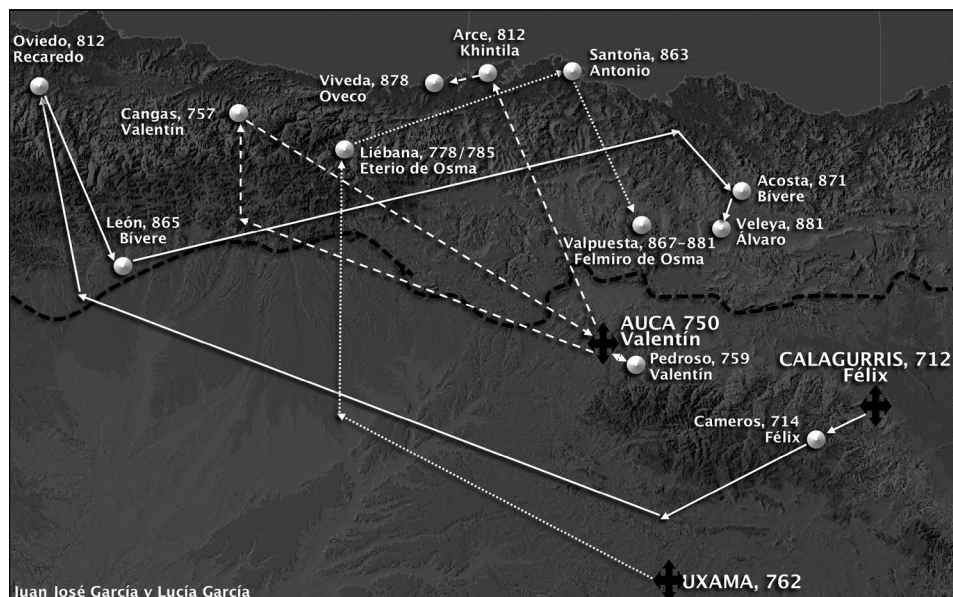 Oviedo, 812
Recaredo
Arce, 812
Khintila
Santoña, 863
Antonio
Viveda, 878
Oveco
Cangas, 757
Valentín
Liébana, 778/785
Eterio de Osma
Acosta, 871
Bívere
León, 865
Bívere
Veleya, 881
Álvaro
Valpuesta, 867-881
Felmiro de Osma
AUCA 750
Valentín
Pedroso, 759
Valentín
CALAGURRIS, 712
Félix
Cameros, 714
Félix
UXAMA, 762
Juan José García y Lucía García